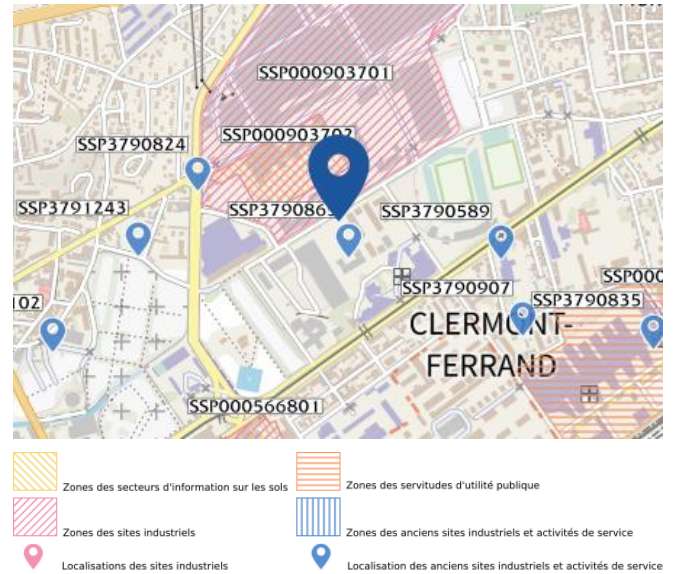 SSP000903701
SSP000903702
SSP3790824
SSP3791243
SSP379086
SSP3790589
SSP000
102
SSP3790907
SSP3790835
CLERMONT-
FERRAND
SSP000566801
Zones des secteurs d'information sur les sols
Zones des servitudes d'utilité publique
Zones des sites industriels
Zones des anciens sites industriels et activités de service
Localisations des sites industriels
Localisation des anciens sites industriels et activités de service